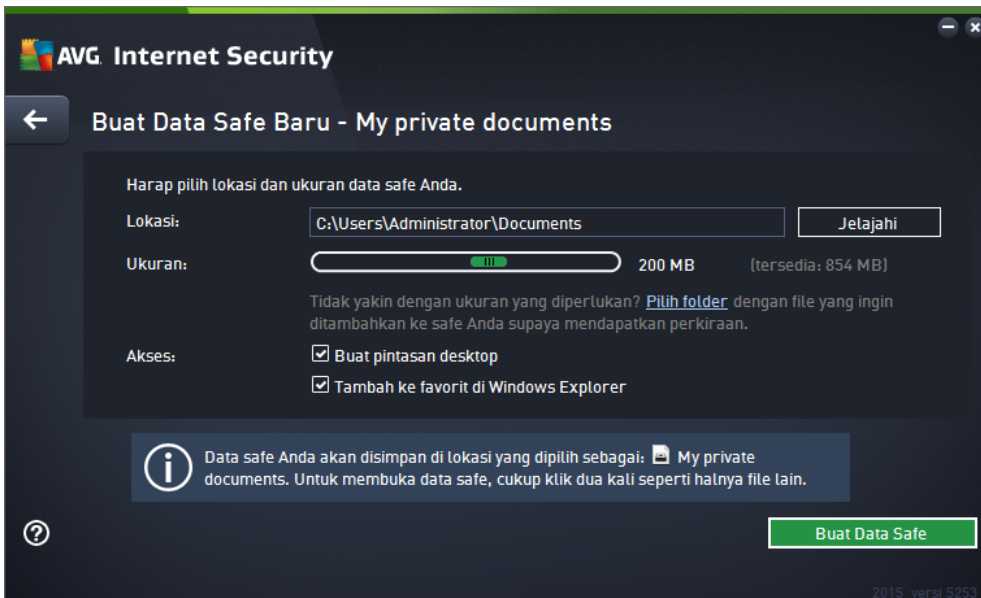 AVG. Internet Security
Buat Data Safe Baru - My private documents
Harap pilih lokasi dan ukuran data safe Anda.
Lokasi: C:\Users\Administrator\Documents Jelajahi
Ukuran: 200 MB (tersedia: 854 MB)
Tidak yakin dengan ukuran yang diperlukan? Pilih folder dengan file yang ingin
ditambahkan ke safe Anda supaya mendapatkan perkiraan.
Akses: Buat pintasan desktop
Tambah ke favorit di Windows Explorer
Data safe Anda akan disimpan di lokasi yang dipilih sebagai: My private
documents. Untuk membuka data safe, cukup klik dua kali seperti halnya file lain.
Buat Data Safe
2015 versi 5253